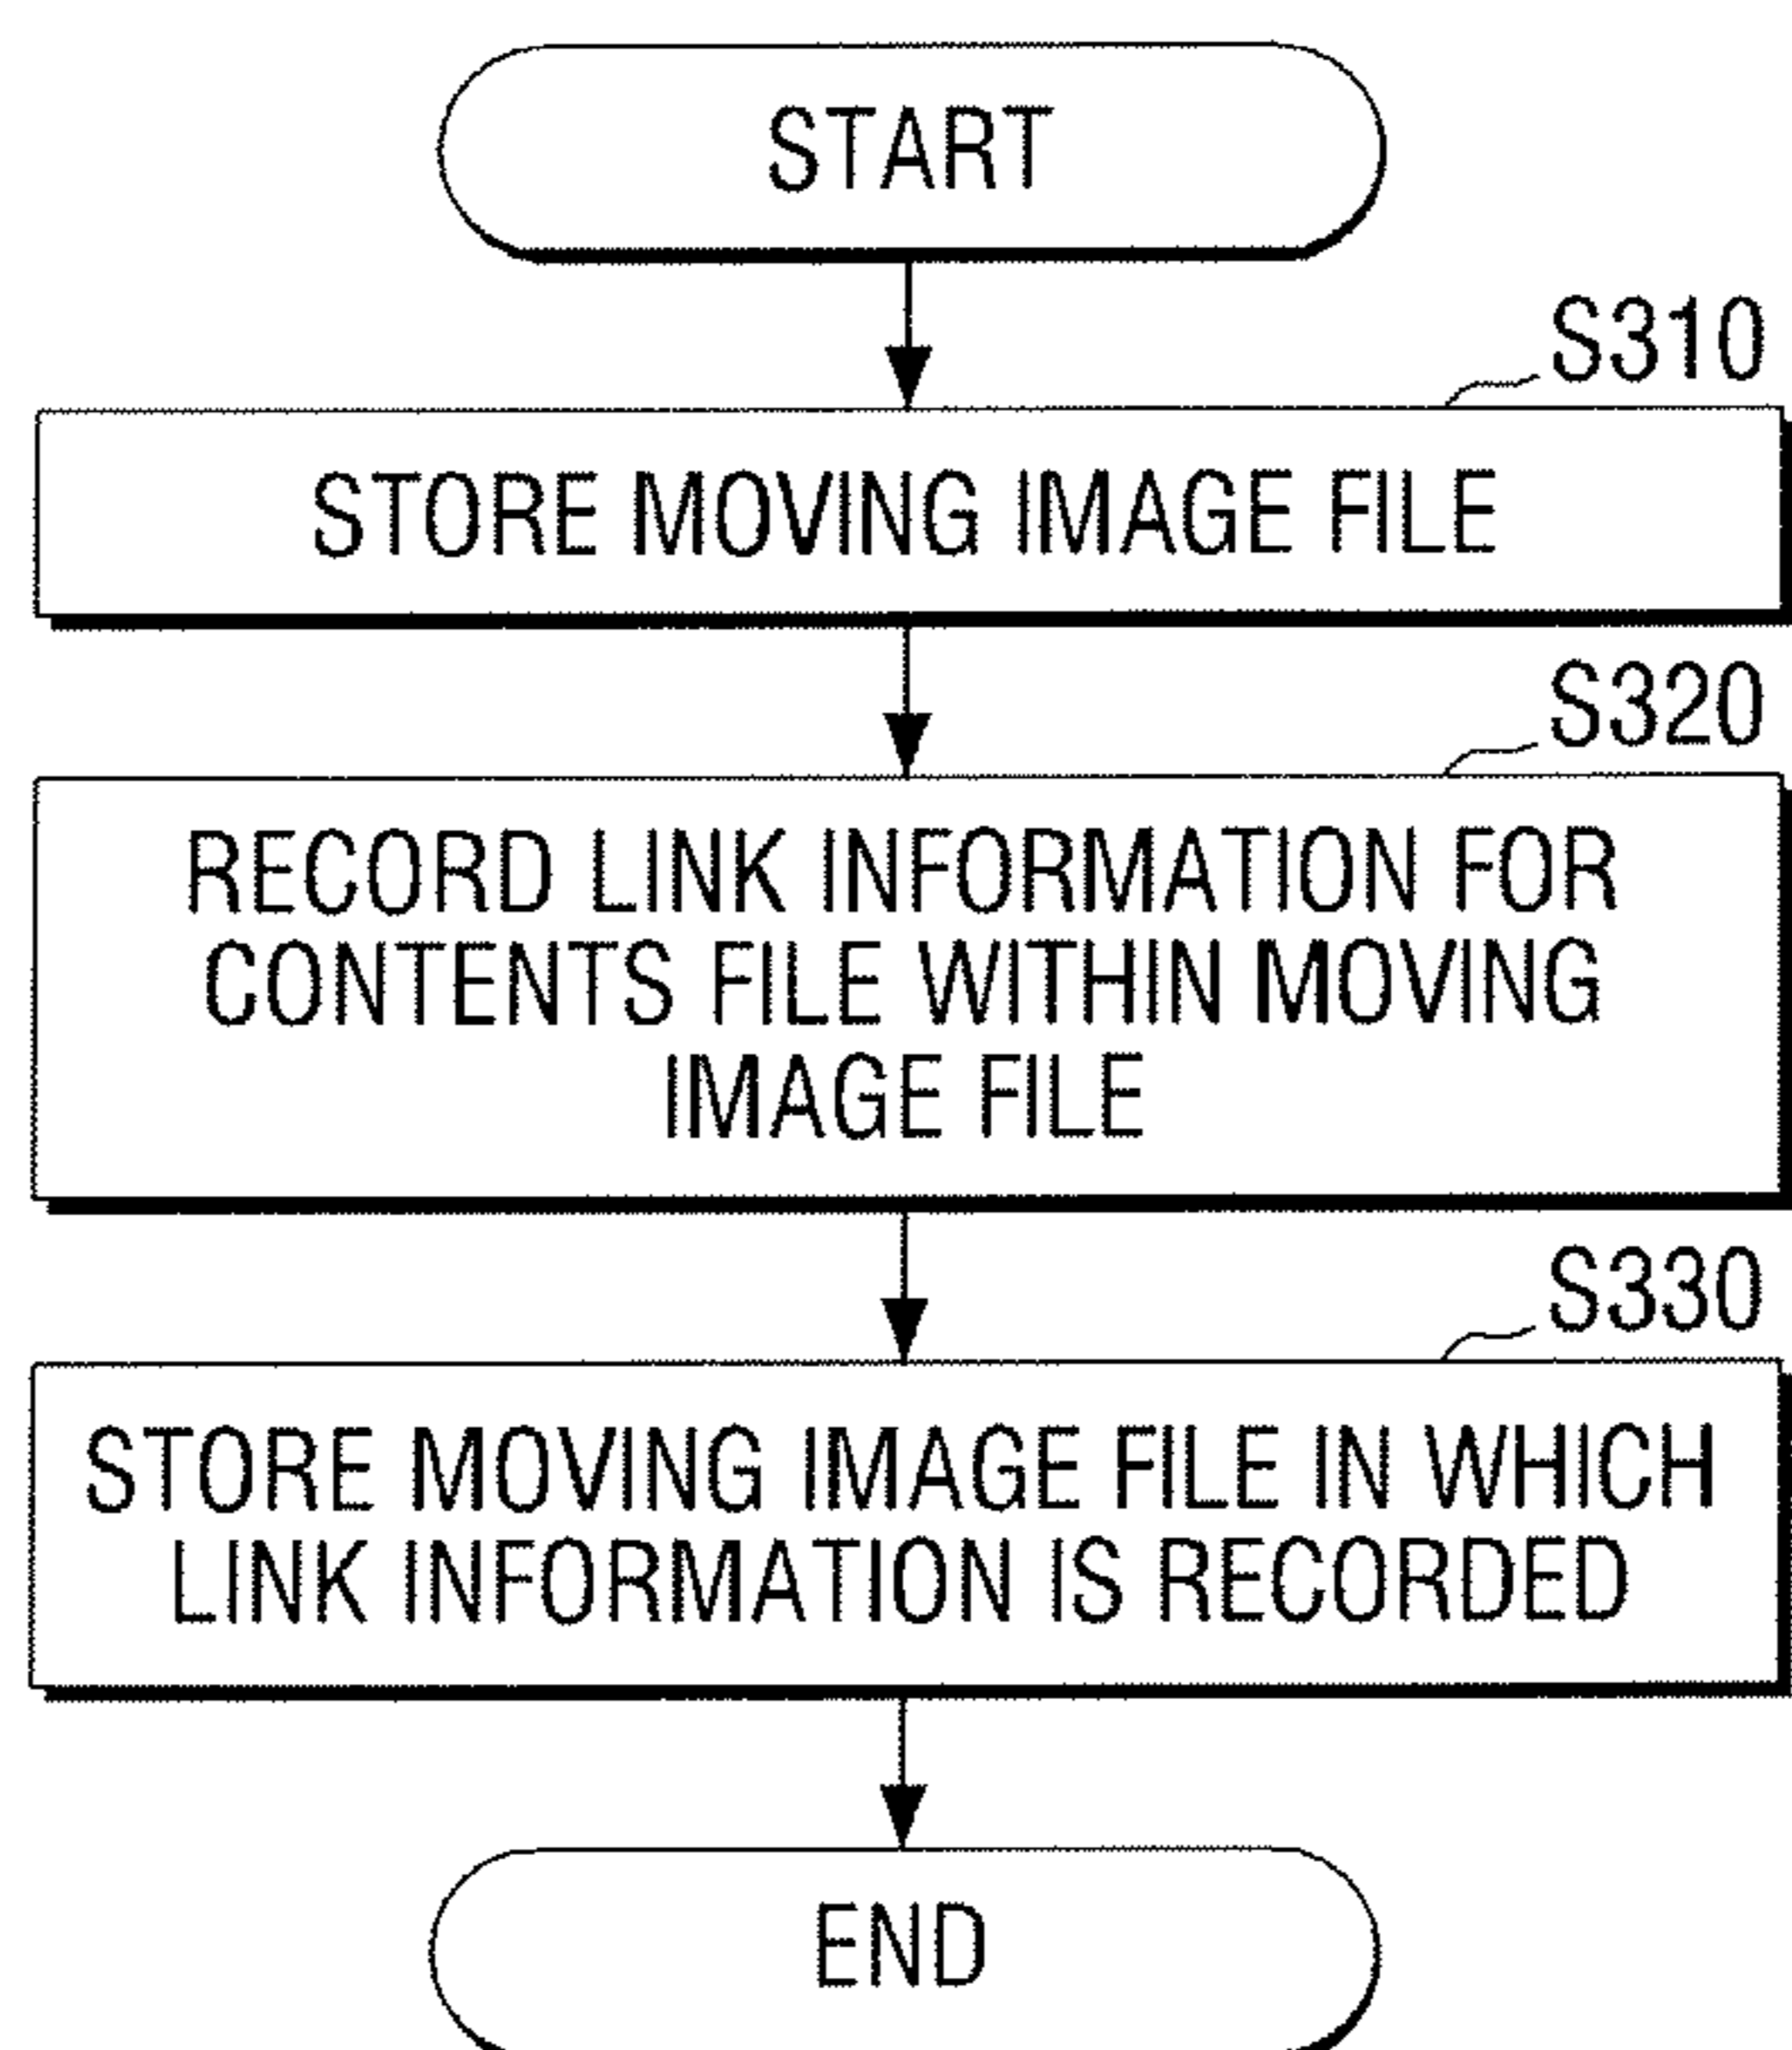 START
S310
STORE MOVING IMAGE FILE
S320
RECORD LINK INFORMATION FOR
CONTENTS FILE WITHIN MOVING
IMAGE FILE
S330
STORE MOVING IMAGE FILE IN WHICH
LINK INFORMATION IS RECORDED
END